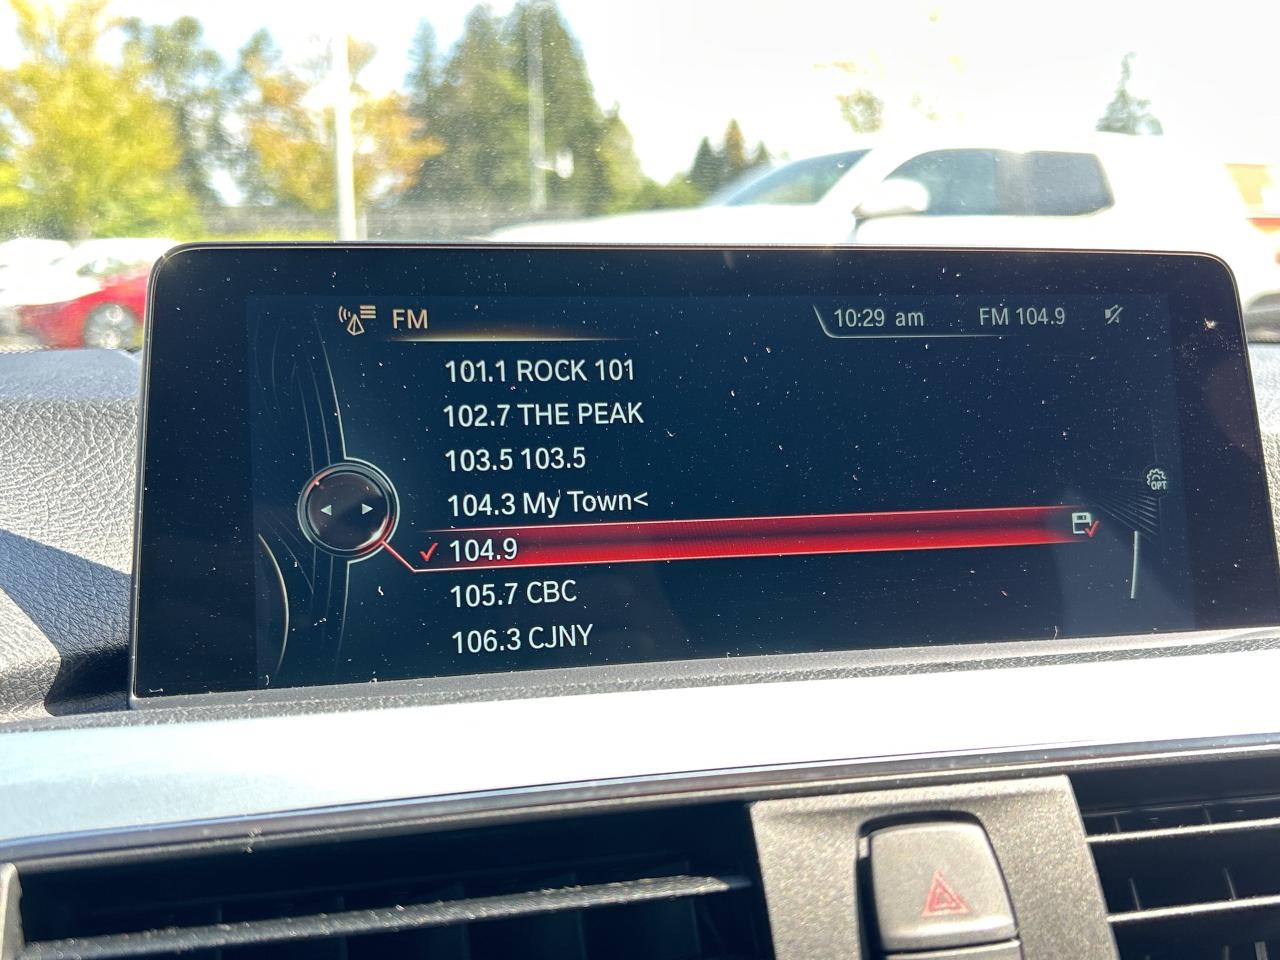 FM
10:29 am FM 104.9
101.1 ROCK 101
102.7 THE PEAK
103.5 103.5
104.3 My Town<
104.9
105.7 CBC
106.3 CJNY
OPT